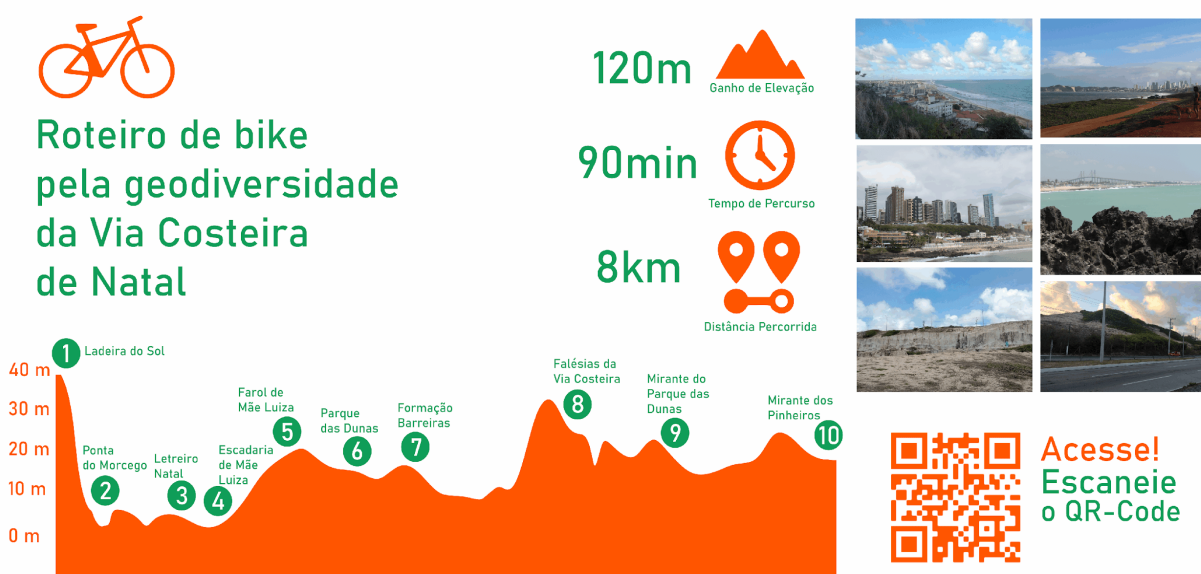 Roteiro de bike
pela geodiversidade
da Via Costeira
de Natal
120m
Ganho de Elevação
90min
Tempo de Percurso
8km
Distância Percorrida
40 m
30 m
20 m
10 m
0 m
1
Ladeira do Sol
Ponta
do Morcego
2
Letreiro
Natal
3
Escadaria
de Mãe
Luiza
4
Farol de
Mãe Luiza
5
Parque
das Dunas
6
Formação
Barreiras
7
Falésias da
Via Costeira
8
Mirante do
Parque das
Dunas
9
Mirante dos
Pinheiros
10
Acesse!
Escaneie
o QR-Code